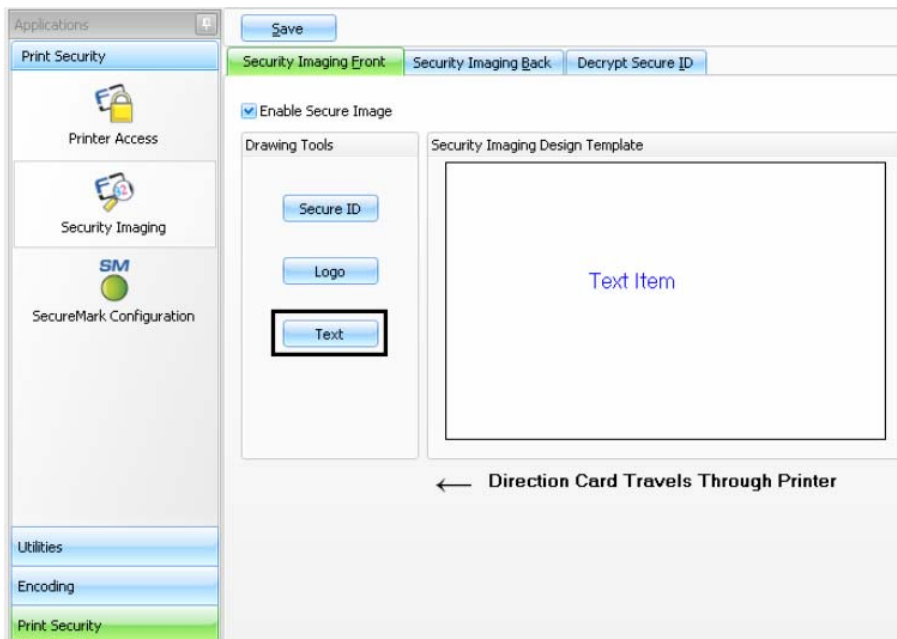 Applications
Save
Print Security
Security Imaging Front
Security Imaging Back
Decrypt Secure ID
Enable Secure Image
Printer Access
Drawing Tools
Security Imaging Design Template
Secure ID
Security Imaging
Logo
Text Item
SM
SecureMark Configuration
Text
← Direction Card Travels Through Printer
Utilities
Encoding
Print Security